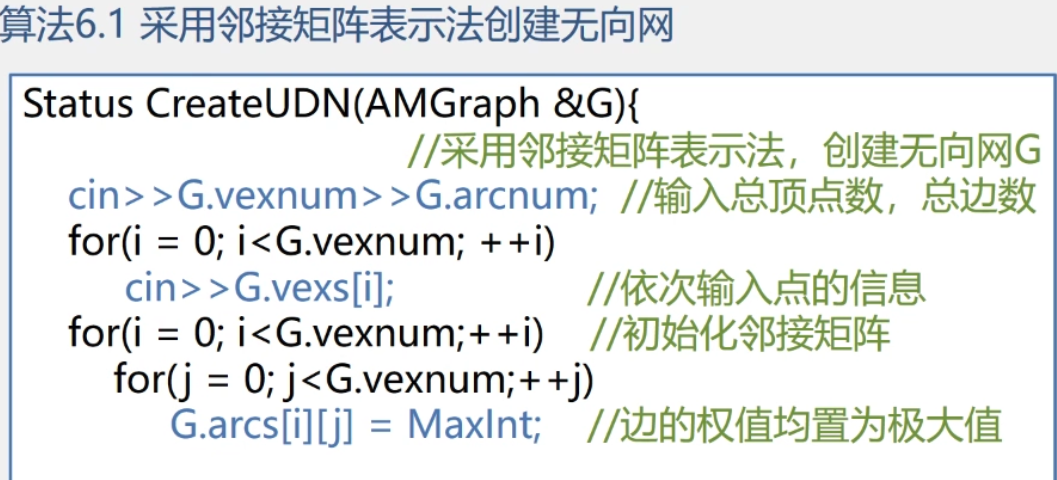 算法6.1 采用邻接矩阵表示法创建无向网
Status CreateUDN(AMGraph &G){
//采用邻接矩阵表示法，创建无向网G
cin>>G.vexnum>>G.arcnum; //输入总顶点数，总边数
for(i = 0; i<G.vexnum; ++i)
cin>>G.vexs[i]; //依次输入点的信息
for(i = 0; i<G.vexnum;++i) //初始化邻接矩阵
for(j = 0; j<G.vexnum;++j)
G.arcs[i][j] = MaxInt; //边的权值均置为极大值